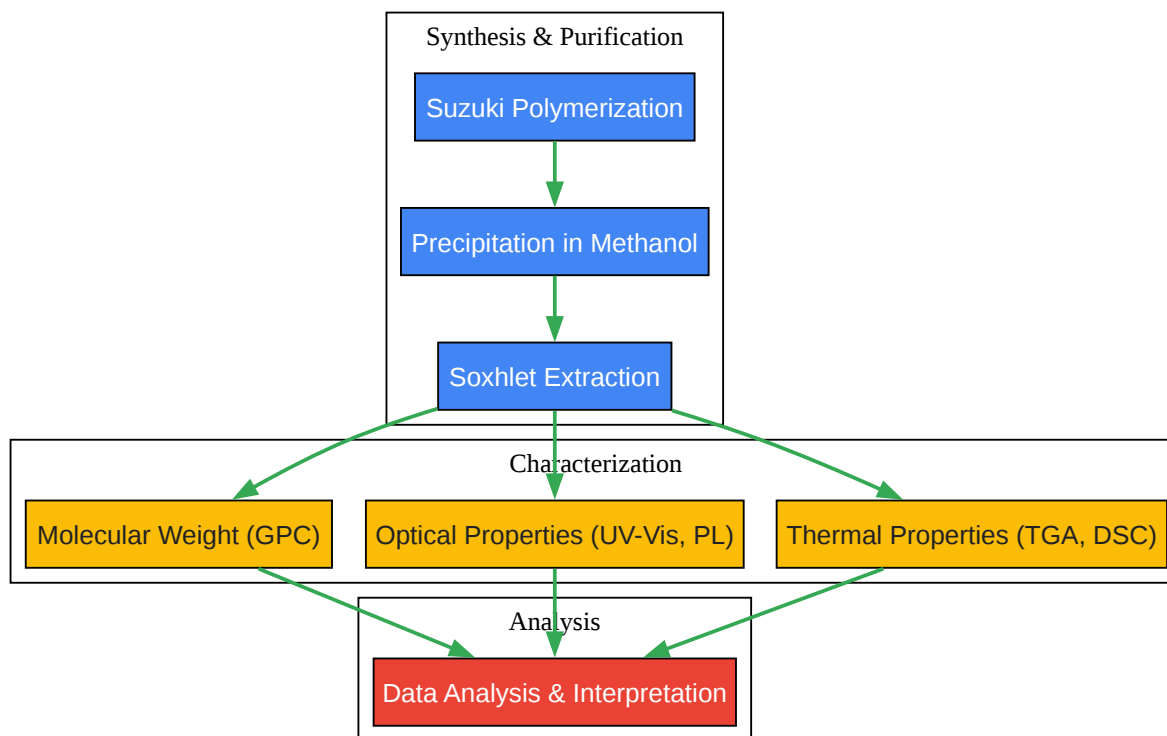 Synthesis & Purification
Suzuki Polymerization
Precipitation in Methanol
Soxhlet Extraction
Characterization
Molecular Weight (GPC)
Optical Properties (UV-Vis, PL)
Thermal Properties (TGA, DSC)
Analysis
Data Analysis & Interpretation